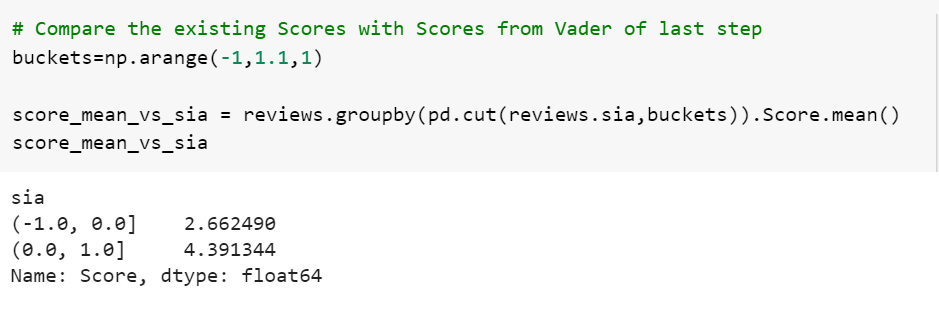 # Compare the existing Scores with Scores from Vader of last step
buckets=np.arange(-1,1.1,1)
score_mean_vs_sia = reviews.groupby(pd.cut(reviews.sia,buckets)).Score.mean()
score_mean_vs_sia
sia
(-1.0, 0.0]    2.662490
(0.0, 1.0]     4.391344
Name: Score, dtype: float64